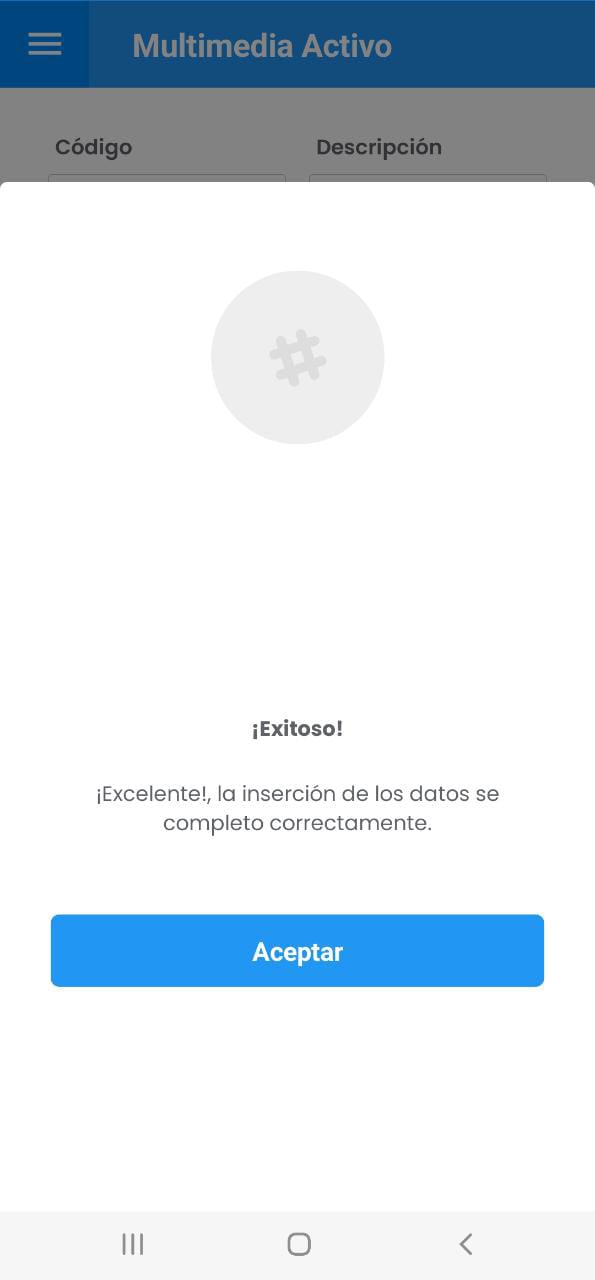 Multimedia Activo
Código Descripción
#
¡Exitoso!
¡Excelente!, la inserción de los datos se
completo correctamente.
Aceptar